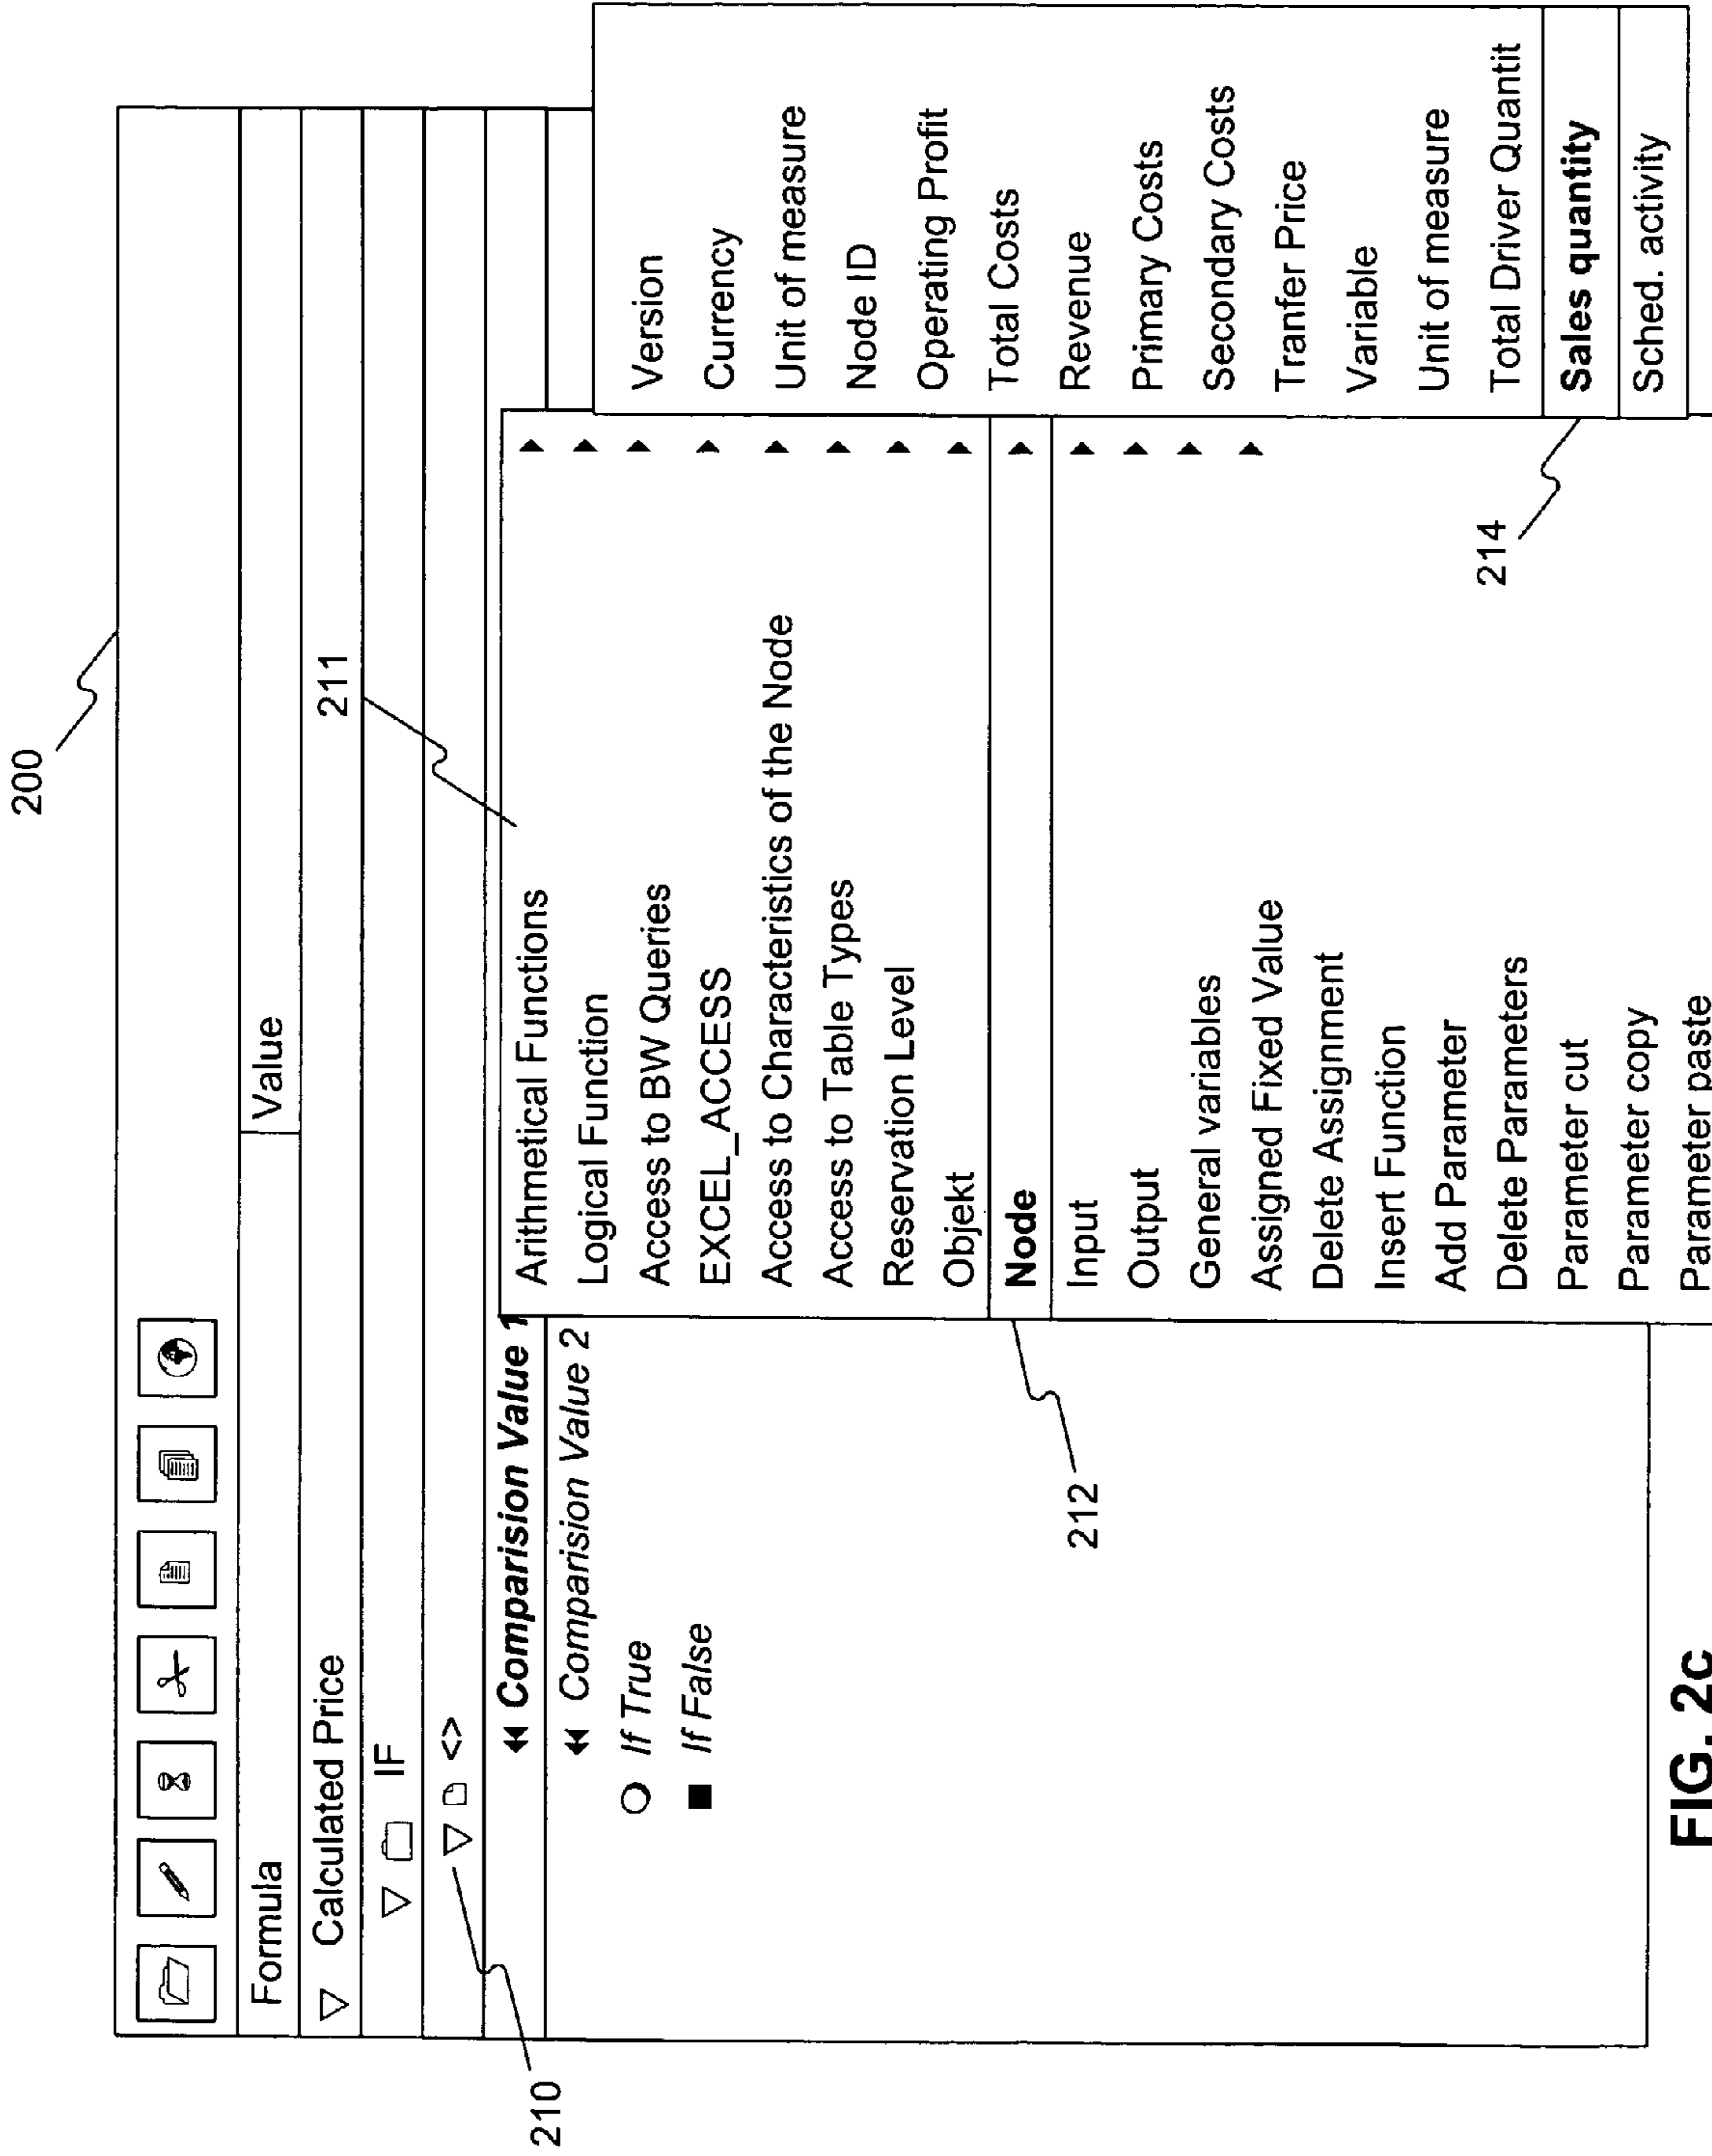 200
Formula
Value
Calculated Price
211
IF
210
<>
Comparision Value 1
Comparision Value 2
If True
If False
Arithmetical Functions
Logical Function
Access to BW Queries
EXCEL_ACCESS
Access to Characteristics of the Node
Access to Table Types
Reservation Level
Objekt
Node
Input
Output
General variables
Assigned Fixed Value
Delete Assignment
Insert Function
Add Parameter
Delete Parameters
Parameter cut
Parameter copy
Parameter paste
212
Version
Currency
Unit of measure
Node ID
Operating Profit
Total Costs
Revenue
Primary Costs
Secondary Costs
Tranfer Price
Variable
Unit of measure
Total Driver Quantit
Sales quantity
Sched. activity
214
FIG. 2c